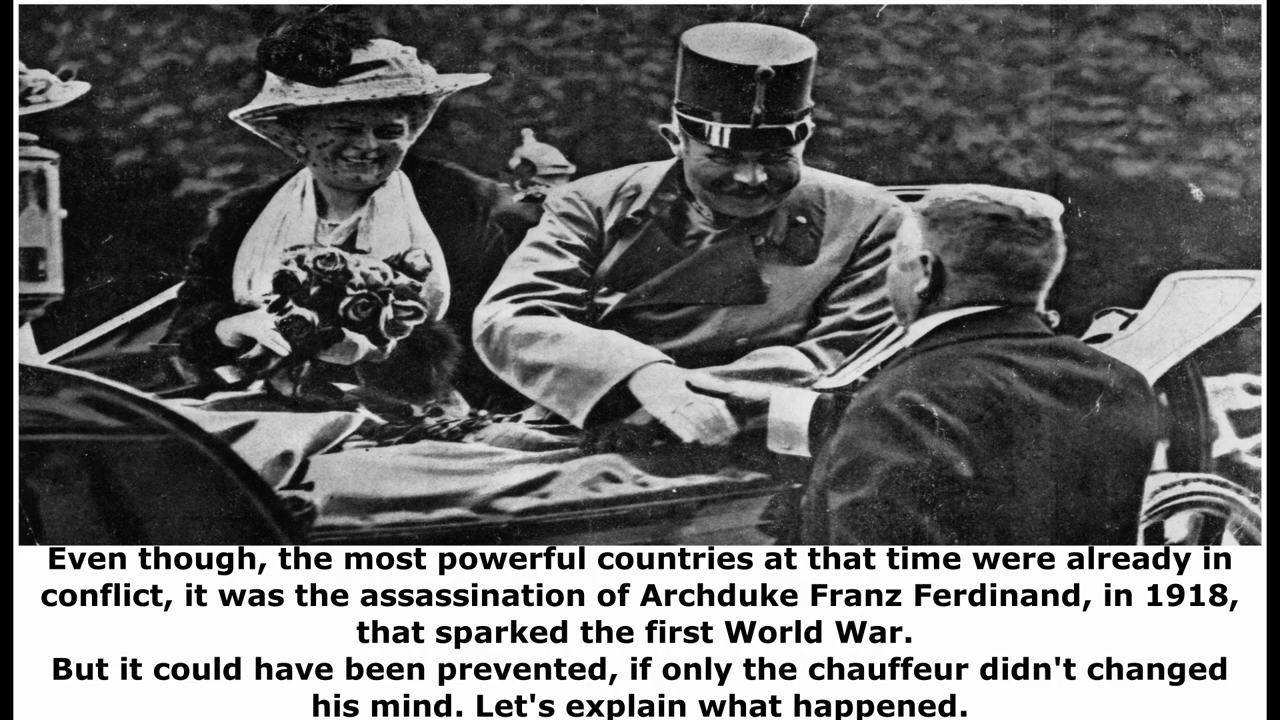 Even though, the most powerful countries at that time were already in
conflict, it was the assassination of Archduke Franz Ferdinand, in 1918,
that sparked the first World War.
But it could have been prevented, if only the chauffeur didn't changed
his mind. Let's explain what happened.